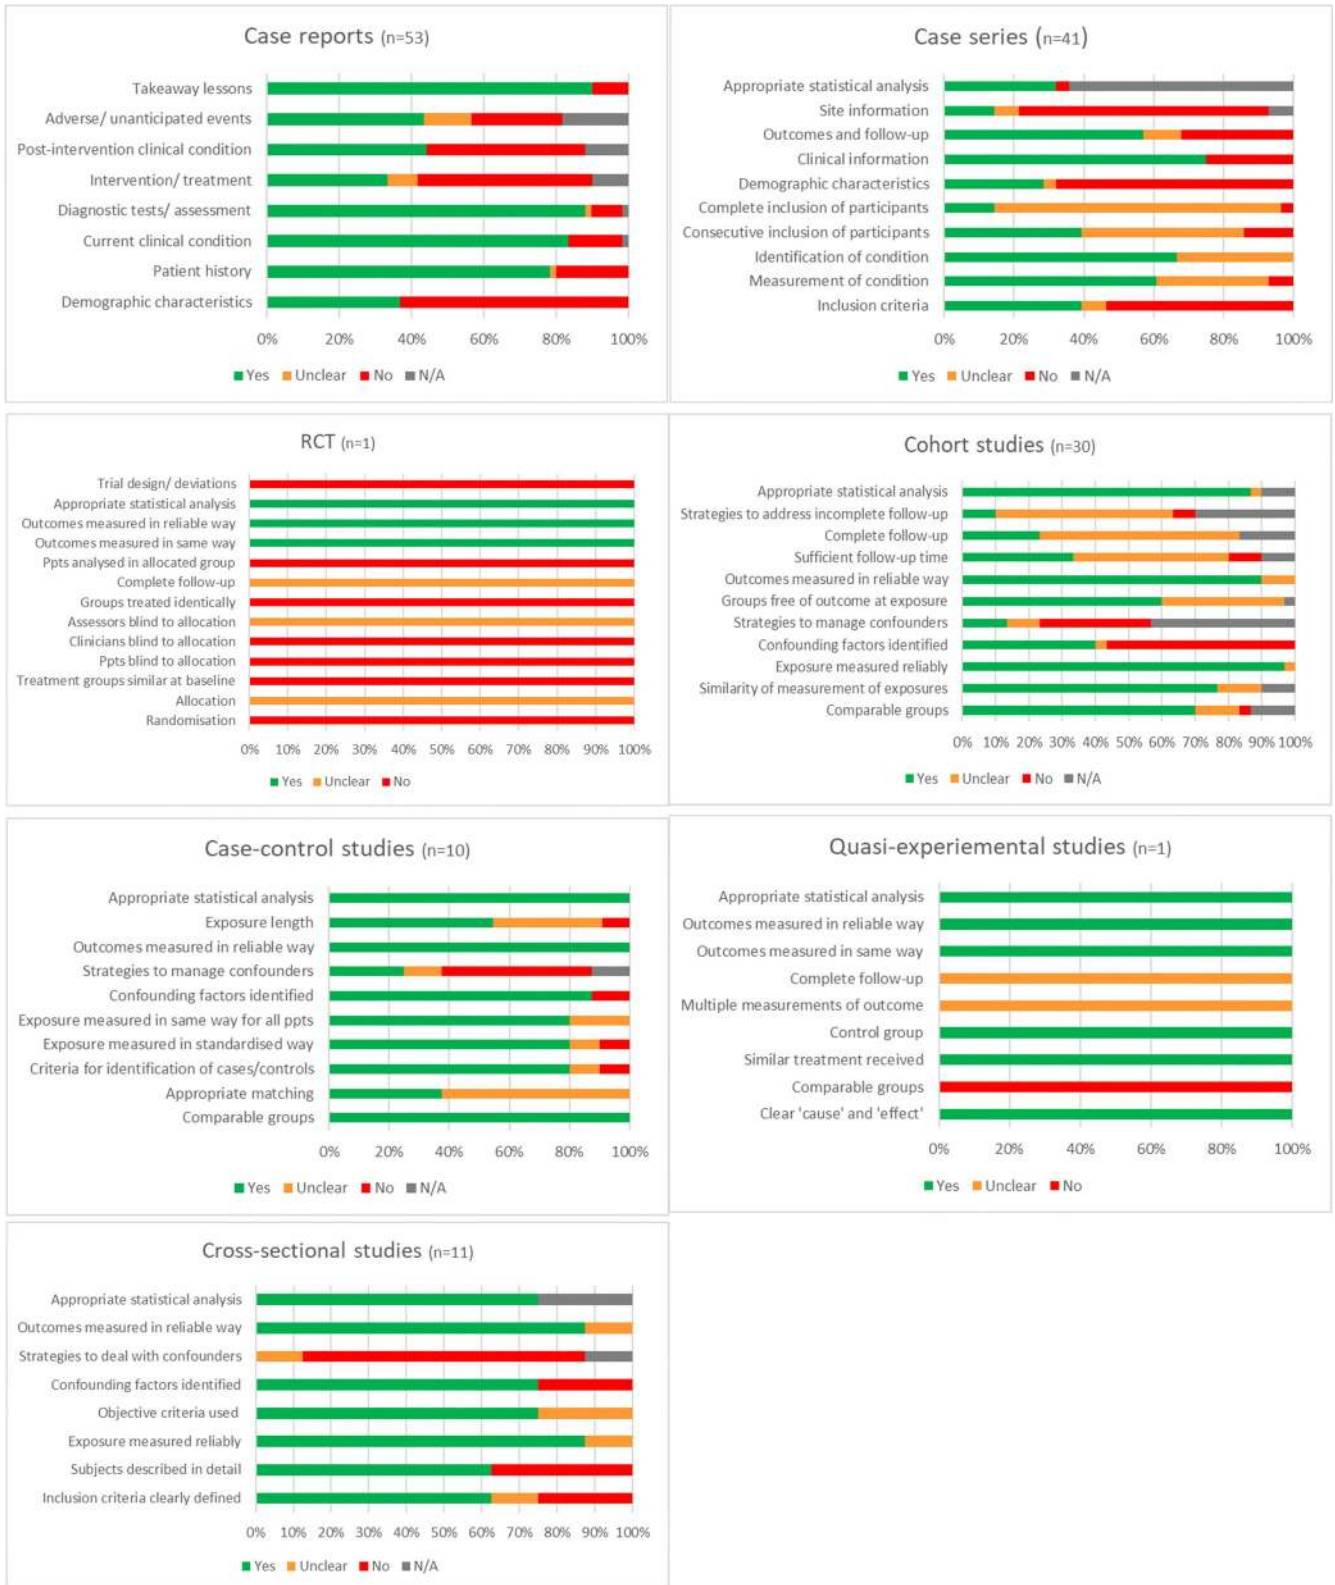 Case reports (n=53)
Takeaway lessons
Adverse/ unanticipated events
Post-intervention clinical condition
Intervention/ treatment
Diagnostic tests/ assessment
Current clinical condition
Patient history
Demographic characteristics
0% 20% 40% 60% 80% 100%
Yes Unclear No N/A
Case series (n=41)
Appropriate statistical analysis
Site information
Outcomes and follow-up
Clinical information
Demographic characteristics
Complete inclusion of participants
Consecutive inclusion of participants
Identification of condition
Measurement of condition
Inclusion criteria
0% 20% 40% 60% 80% 100%
Yes Unclear No N/A
RCT (n=1)
Trial design/ deviations
Appropriate statistical analysis
Outcomes measured in reliable way
Outcomes measured in same way
Ppts analysed in allocated group
Complete follow-up
Groups treated identically
Assessors blind to allocation
Clinicians blind to allocation
Ppts blind to allocation
Treatment groups similar at baseline
Allocation
Randomisation
0% 10% 20% 30% 40% 50% 60% 70% 80% 90% 100%
Yes Unclear No
Cohort studies (n=30)
Appropriate statistical analysis
Strategies to address incomplete follow-up
Complete follow-up
Sufficient follow-up time
Outcomes measured in reliable way
Groups free of outcome at exposure
Strategies to manage confounders
Confounding factors identified
Exposure measured reliably
Similarity of measurement of exposures
Comparable groups
0% 10% 20% 30% 40% 50% 60% 70% 80% 90% 100%
Yes Unclear No N/A
Case-control studies (n=10)
Appropriate statistical analysis
Exposure length
Outcomes measured in reliable way
Strategies to manage confounders
Confounding factors identified
Exposure measured in same way for all ppts
Exposure measured in standardised way
Criteria for identification of cases/controls
Appropriate matching
Comparable groups
0% 20% 40% 60% 80% 100%
Yes Unclear No N/A
Quasi-experiemental studies (n=1)
Appropriate statistical analysis
Outcomes measured in reliable way
Outcomes measured in same way
Complete follow-up
Multiple measurements of outcome
Control group
Similar treatment received
Comparable groups
Clear 'cause' and 'effect'
0% 20% 40% 60% 80% 100%
Yes Unclear No
Cross-sectional studies (n=11)
Appropriate statistical analysis
Outcomes measured in reliable way
Strategies to deal with confounders
Confounding factors identified
Objective criteria used
Exposure measured reliably
Subjects described in detail
Inclusion criteria clearly defined
0% 10% 20% 30% 40% 50% 60% 70% 80% 90% 100%
Yes Unclear No N/A